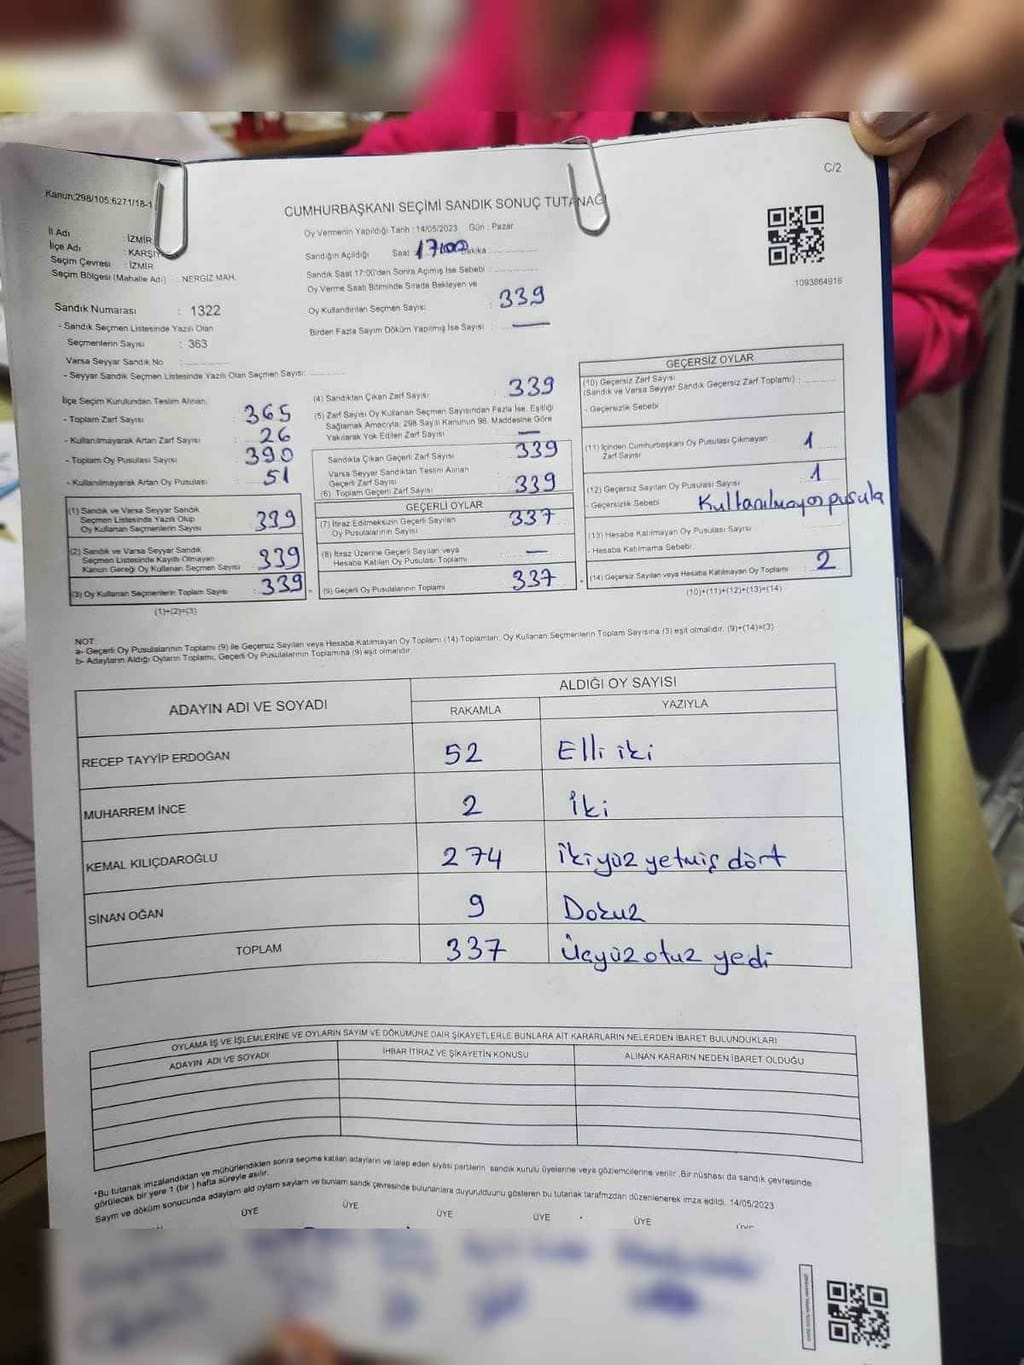 C/2
Kanun;298/105;6271/18-1
CUMHURBAŞKANI SEÇİMİ SANDIK SONUÇ TUTANAĞI
İl Adı : İZMİR
İlçe Adı : KARŞIY
Seçim Çevresi : İZMİR
Seçim Bölgesi (Mahalle Adı) : NERGİZ MAH.
Oy Vermenin Yapıldığı Tarih : 14/05/2023 Gün : Pazar
Sandığın Açıldığı Saat 17:00 Dakika :
Sandık Saat 17:00'den Sonra Açılmış İse Sebebi :
Oy Verme Saati Bitiminde Sırada Bekleyen ve
Oy Kullandırılan Seçmen Sayısı : 339
Birden Fazla Sayım Döküm Yapılmış İse Sayısı : —
1093864916
Sandık Numarası : 1322
- Sandık Seçmen Listesinde Yazılı Olan
Seçmenlerin Sayısı : 363
Varsa Seyyar Sandık No :
- Seyyar Sandık Seçmen Listesinde Yazılı Olan Seçmen Sayısı:
İlçe Seçim Kurulundan Teslim Alınan:
- Toplam Zarf Sayısı : 365
- Kullanılmayarak Artan Zarf Sayısı : 26
- Toplam Oy Pusulası Sayısı : 390
- Kullanılmayarak Artan Oy Pusulası : 51
(1) Sandık ve Varsa Seyyar Sandık
Seçmen Listesinde Yazılı Olup
Oy Kullanan Seçmenlerin Sayısı : 339
(2) Sandık ve Varsa Seyyar Sandık
Seçmen Listesinde Kayıtlı Olmayan
Kanun Gereği Oy Kullanan Seçmen Sayısı : 339
(3) Oy Kullanan Seçmenlerin Toplam Sayısı : 339
(1)+(2)=(3)
(4) Sandıktan Çıkan Zarf Sayısı : 339
(5) Zarf Sayısı Oy Kullanan Seçmen Sayısından Fazla İse, Eşitliği
Sağlamak Amacıyla; 298 Sayılı Kanunun 98. Maddesine Göre
Yakılarak Yok Edilen Zarf Sayısı : —
Sandıkta Çıkan Geçerli Zarf Sayısı : 339
Varsa Seyyar Sandıktan Teslim Alınan
Geçerli Zarf Sayısı :
(6) Toplam Geçerli Zarf Sayısı : 339
GEÇERLİ OYLAR
(7) İtiraz Edilmeksizin Geçerli Sayılan
Oy Pusulalarının Sayısı : 337
(8) İtiraz Üzerine Geçerli Sayılan veya
Hesaba Katılan Oy Pusulası Toplamı : —
(9) Geçerli Oy Pusulalarının Toplamı : 337
GEÇERSİZ OYLAR
(10) Geçersiz Zarf Sayısı
(Sandık ve Varsa Seyyar Sandık Geçersiz Zarf Toplamı) :
- Geçersizlik Sebebi
(11) İçinden Cumhurbaşkanı Oy Pusulası Çıkmayan
Zarf Sayısı : 1
(12) Geçersiz Sayılan Oy Pusulası Sayısı : 1
- Geçersizlik Sebebi : Kullanılmayan pusula
(13) Hesaba Katılmayan Oy Pusulası Sayısı
- Hesaba Katılmama Sebebi :
(14) Geçersiz Sayılan veya Hesaba Katılmayan Oy Toplamı : 2
(10)+(11)+(12)+(13)=(14)
NOT:
a- Geçerli Oy Pusulalarının Toplamı (9) ile Geçersiz Sayılan veya Hesaba Katılmayan Oy Toplamı (14) Toplamları, Oy Kullanan Seçmenlerin Toplam Sayısına (3) eşit olmalıdır. (9)+(14)=(3)
b- Adayların Aldığı Oyların Toplamı, Geçerli Oy Pusulalarının Toplamına (9) eşit olmalıdır.
ADAYIN ADI VE SOYADI
ALDIĞI OY SAYISI
RAKAMLA YAZIYLA
RECEP TAYYİP ERDOĞAN 52 Elli iki
MUHARREM İNCE 2 İki
KEMAL KILIÇDAROĞLU 274 İkiyüz yetmiş dört
SİNAN OĞAN 9 Dokuz
TOPLAM 337 Üçyüz otuz yedi
OYLAMA İŞ VE İŞLEMLERİNE VE OYLARIN SAYIM VE DÖKÜMÜNE DAİR ŞİKAYETLERLE BUNLARA AİT KARARLARIN NELERDEN İBARET BULUNDUKLARI
ADAYIN ADI VE SOYADI İHBAR İTİRAZ VE ŞİKAYETİN KONUSU ALINAN KARARIN NEDEN İBARET OLDUĞU
*Bu tutanak imzalandıktan ve mühürlendikten sonra seçime katılan adayların ve talep eden siyasi partilerin sandık kurulu üyelerine veya gözlemcilerine verilir. Bir nüshası da sandık çevresinde
görülecek bir yere 1 (bir) hafta süreyle asılır.
Sayım ve döküm sonucunda adayların ald oyların sayıları ve bunların sandık çevresinde bulunanlara duyurulduunu gösteren bu tutanak tarafımızdan düzenlenerek imza edildi. 14/05/2023
ÜYE ÜYE ÜYE ÜYE ÜYE